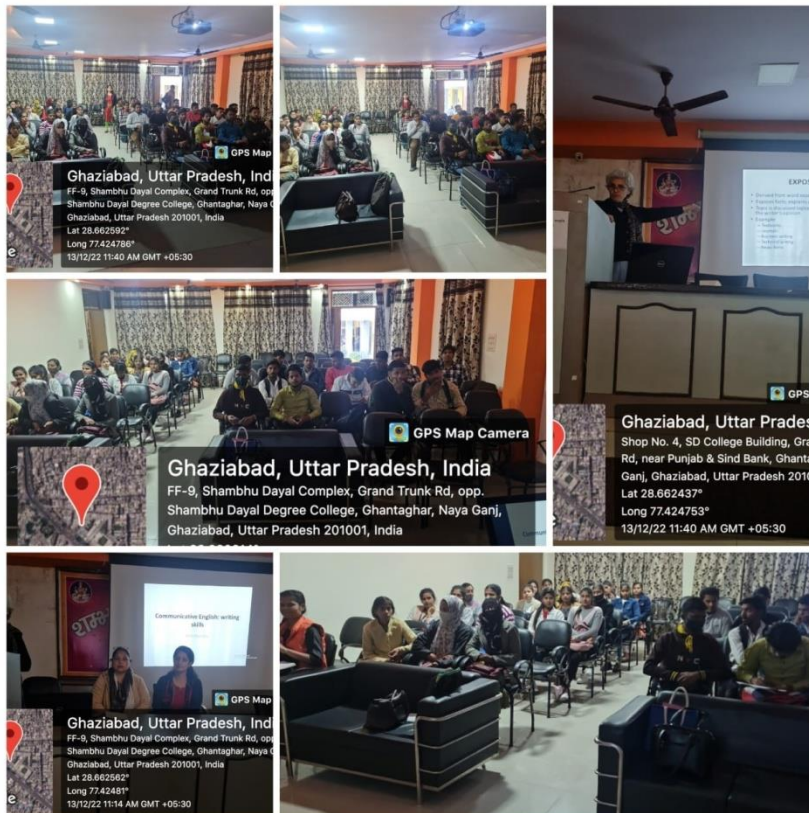 GPS Map
Ghaziabad, Uttar Pradesh, Indi
FF-9, Shambhu Dayal Complex, Grand Trunk Rd, opp
Shambhu Dayal Degree College, Ghantaghar, Naya G
Ghaziabad, Uttar Pradesh 201001, India
Lat 28.662592°
Long 77.424786°
13/12/22 11:40 AM GMT +05:30
e
EXPOS
Example
GPS
Ghaziabad, Uttar Prades
Shop No. 4, SD College Building, Gra
Rd, near Punjab & Sind Bank, Ghanta
Ganj, Ghaziabad, Uttar Pradesh 2010
Lat 28.662437°
Long 77.424753°
13/12/22 11:40 AM GMT +05:30
GPS Map Camera
Ghaziabad, Uttar Pradesh, India
FF-9, Shambhu Dayal Complex, Grand Trunk Rd, opp.
Shambhu Dayal Degree College, Ghantaghar, Naya Ganj,
Ghaziabad, Uttar Pradesh 201001, India
Commun
शम्भ
Communicative English: writing
skills
GPS Map
Ghaziabad, Uttar Pradesh, Indi
FF-9, Shambhu Dayal Complex, Grand Trunk Rd, opp
Shambhu Dayal Degree College, Ghantaghar, Naya G
Ghaziabad, Uttar Pradesh 201001, India
Lat 28.662562°
Long 77.42481°
13/12/22 11:14 AM GMT +05:30
e
N C C